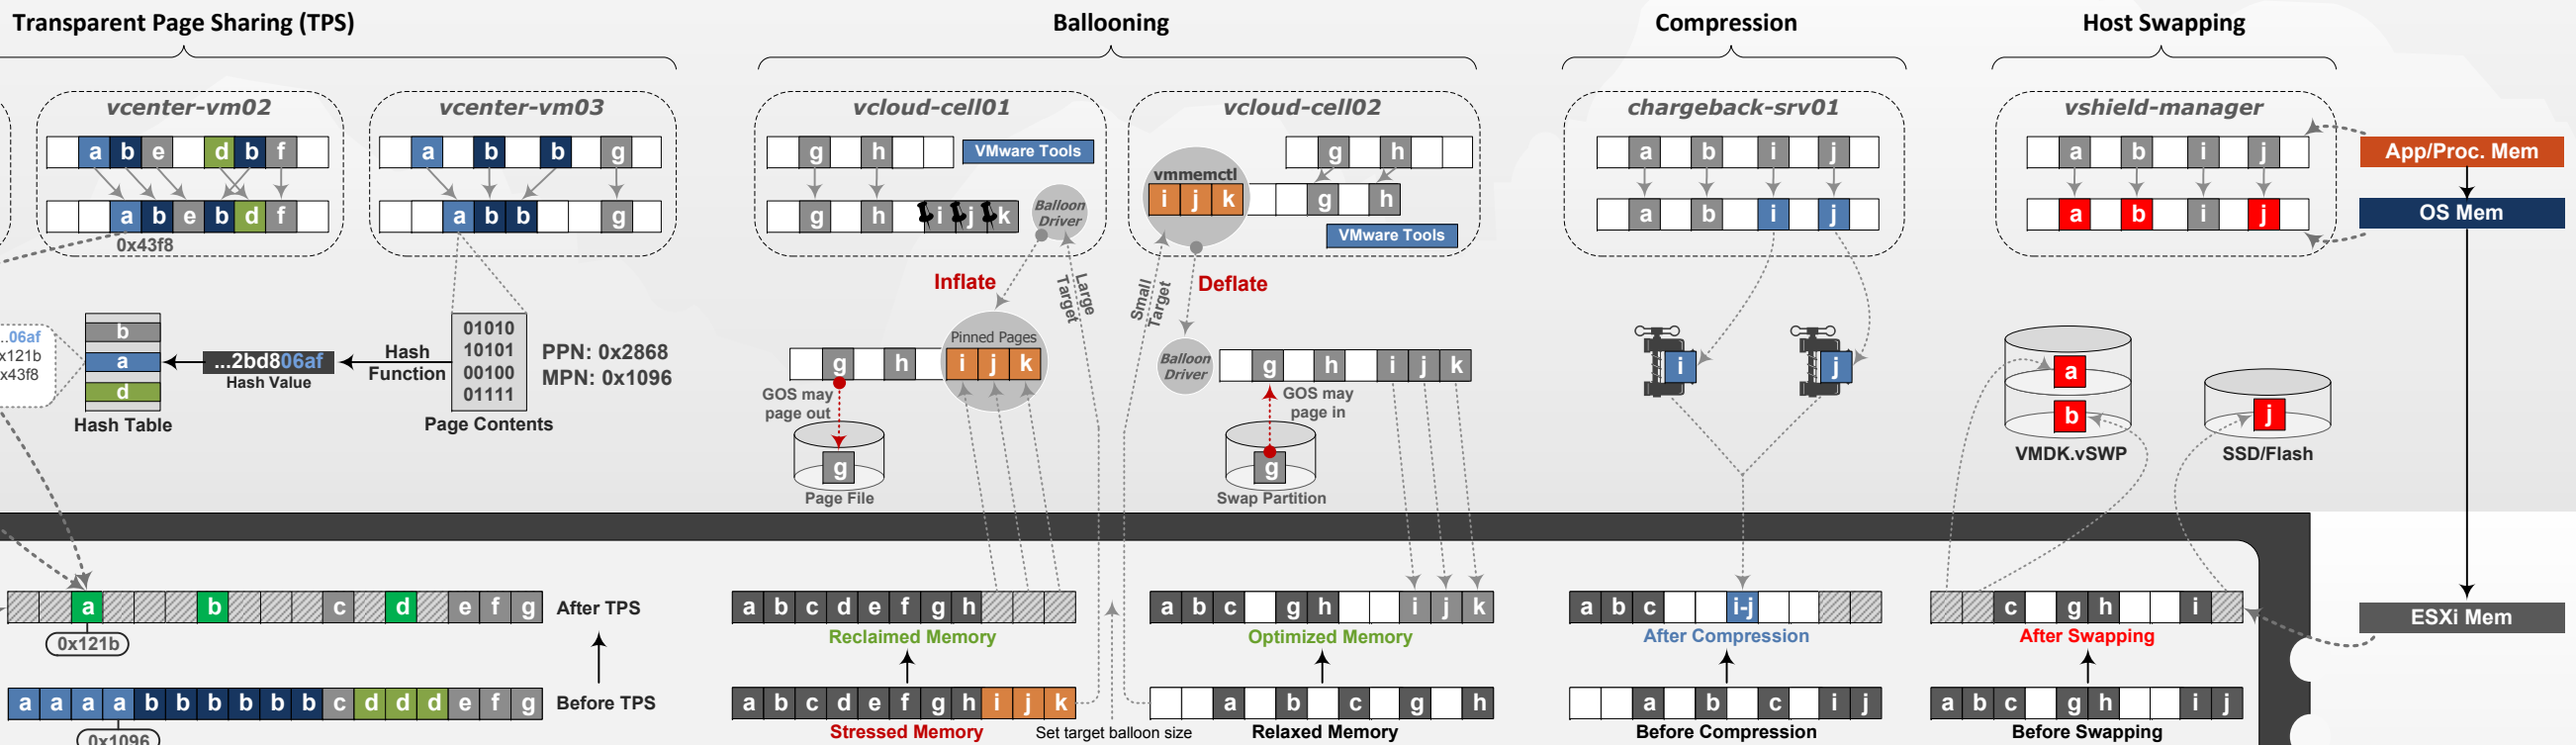 Transparent Page Sharing (TPS)
Ballooning
Compression
Host Swapping
vcenter-vm02
a b e d b f
a b e b d f
0x43f8
vcenter-vm03
a b b g
a b b g
vcloud-cell01
g h
VMware Tools
g h i j k
Balloon
Driver
vcloud-cell02
g h
vmmemctl
i j k g h
VMware Tools
chargeback-srv01
a b i j
a b i j
vshield-manager
a b i j
a b i j
App/Proc. Mem
OS Mem
...06af
x121b
x43f8
b
a
d
Hash Table
...2bd806af
Hash Value
Hash
Function
01010
10101
00100
01111
Page Contents
PPN: 0x2868
MPN: 0x1096
Inflate
Large
Target
Pinned Pages
g h i j k
GOS may
page out
g
Page File
Small
Target
Deflate
Balloon
Driver
g h i j k
GOS may
page in
g
Swap Partition
i
j
a
b
VMDK.vSWP
j
SSD/Flash
a b c d e f g
After TPS
0x121b
a a a a b b b b b b c d d d e f g
Before TPS
0x1096
a b c d e f g h
Reclaimed Memory
a b c d e f g h i j k
Stressed Memory
Set target balloon size
a b c g h i j k
Optimized Memory
a b c g h
Relaxed Memory
a b c i-j
After Compression
a b c i j
Before Compression
c g h i
After Swapping
a b c g h i j
Before Swapping
ESXi Mem